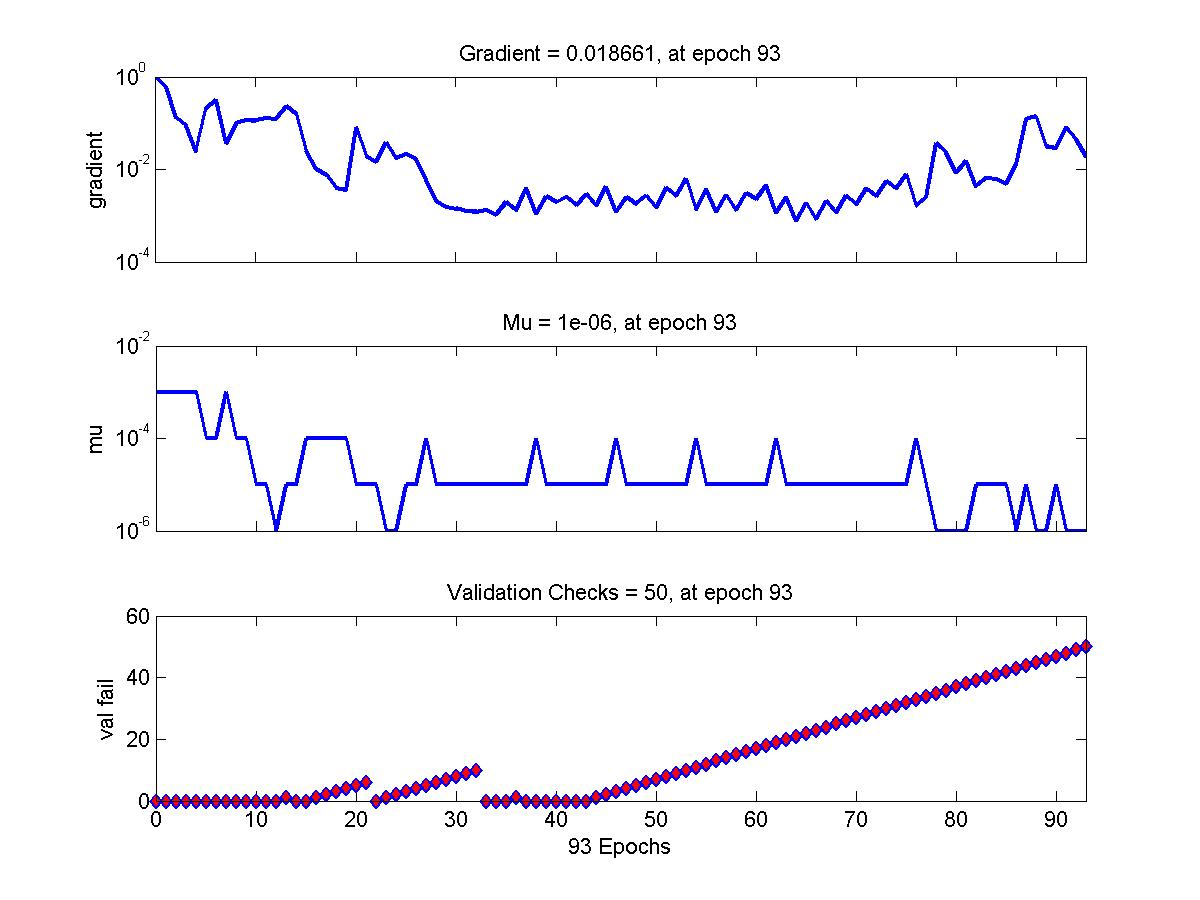 Gradient = 0.018661, at epoch 93
10^0
10^-2
10^-4
gradient
Mu = 1e-06, at epoch 93
10^-2
10^-4
10^-6
mu
Validation Checks = 50, at epoch 93
60
40
20
0
val fail
0 10 20 30 40 50 60 70 80 90
93 Epochs